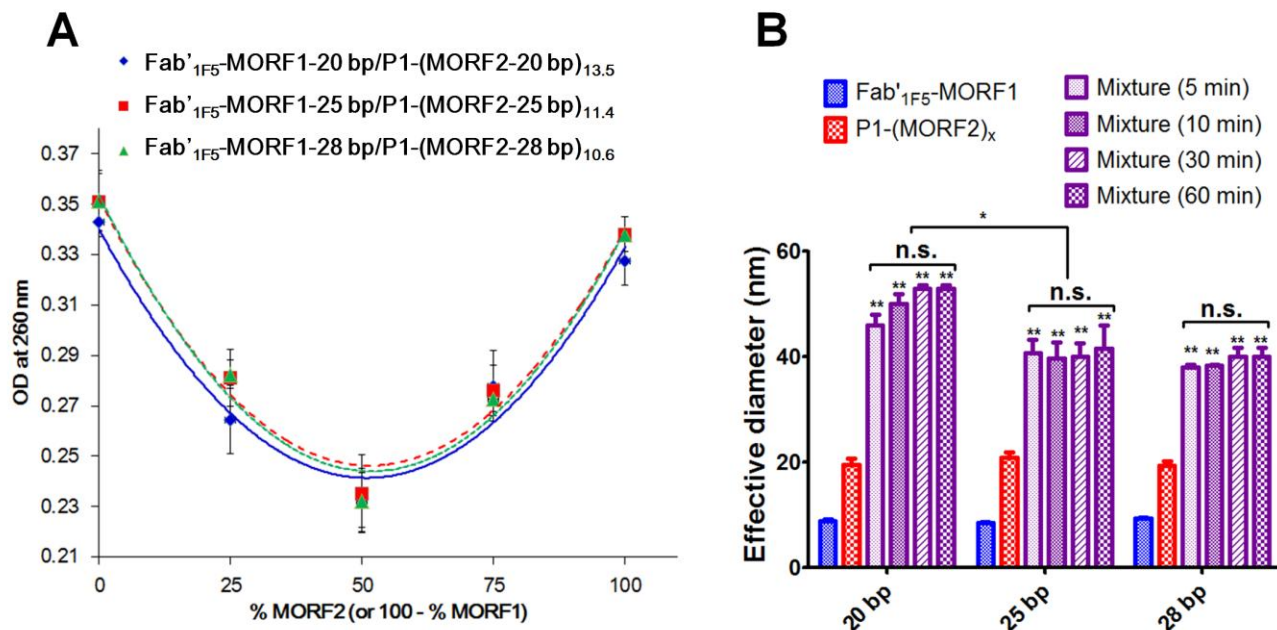 A
Fab'1F5-MORF1-20 bp/P1-(MORF2-20 bp)13.5
Fab'1F5-MORF1-25 bp/P1-(MORF2-25 bp)11.4
Fab'1F5-MORF1-28 bp/P1-(MORF2-28 bp)10.6
0.37
0.35
0.33
0.31
0.29
0.27
0.25
0.23
0.21
OD at 260 nm
0 25 50 75 100
% MORF2 (or 100 - % MORF1)
B
Fab'1F5-MORF1
P1-(MORF2)x
Mixture (5 min)
Mixture (10 min)
Mixture (30 min)
Mixture (60 min)
*
n.s.
** ** ** **
n.s.
** ** ** **
n.s.
** ** ** **
60
40
20
0
Effective diameter (nm)
20 bp
25 bp
28 bp